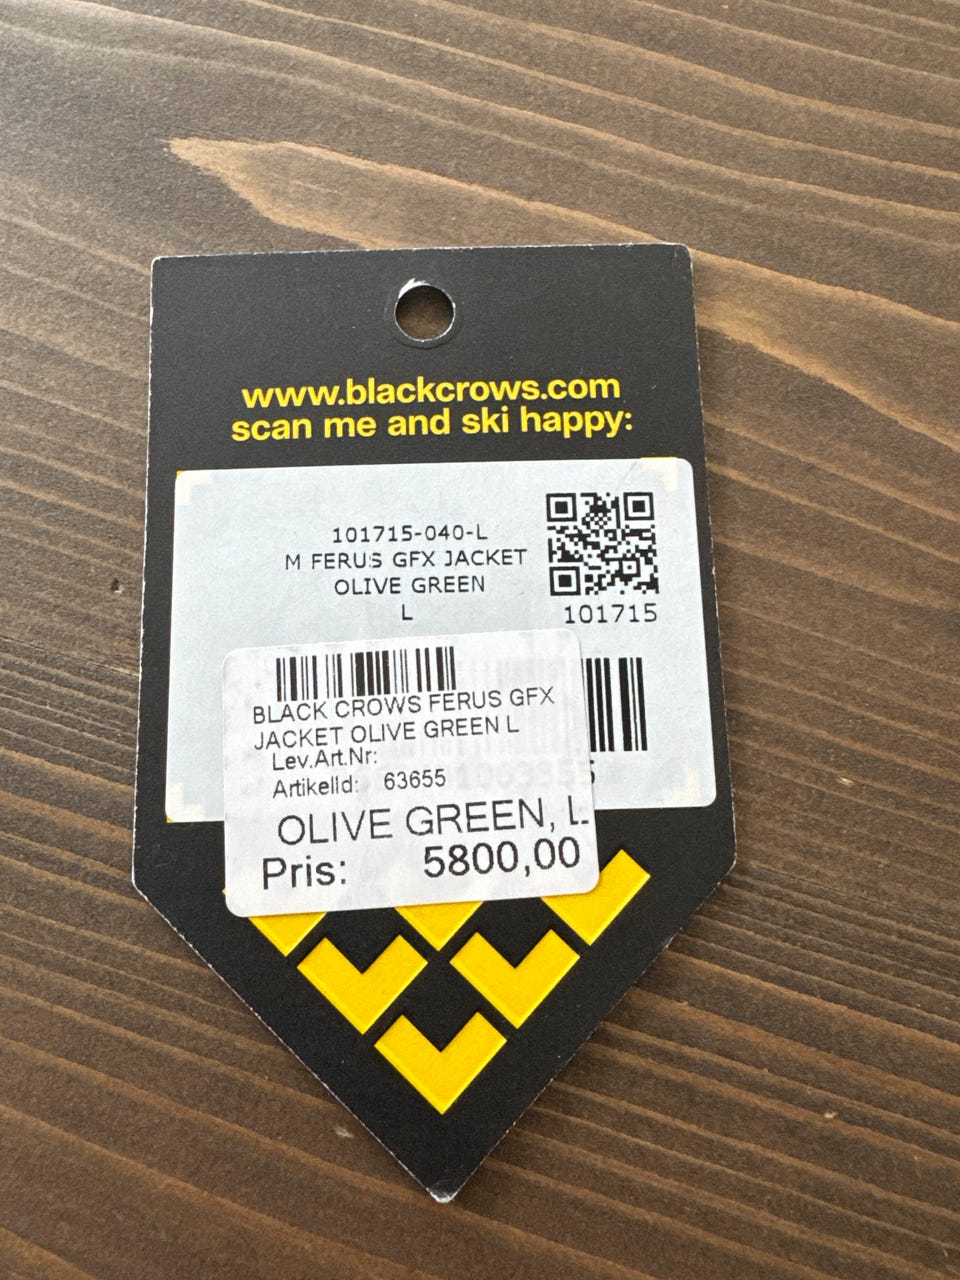 www.blackcrows.com
scan me and ski happy:
101715-040-L
M FERUS GFX JACKET
OLIVE GREEN
L
101715
BLACK CROWS FERUS GFX
JACKET OLIVE GREEN L
Lev.Art.Nr:
ArtikelId: 63655
OLIVE GREEN, L.
Pris: 5800,00